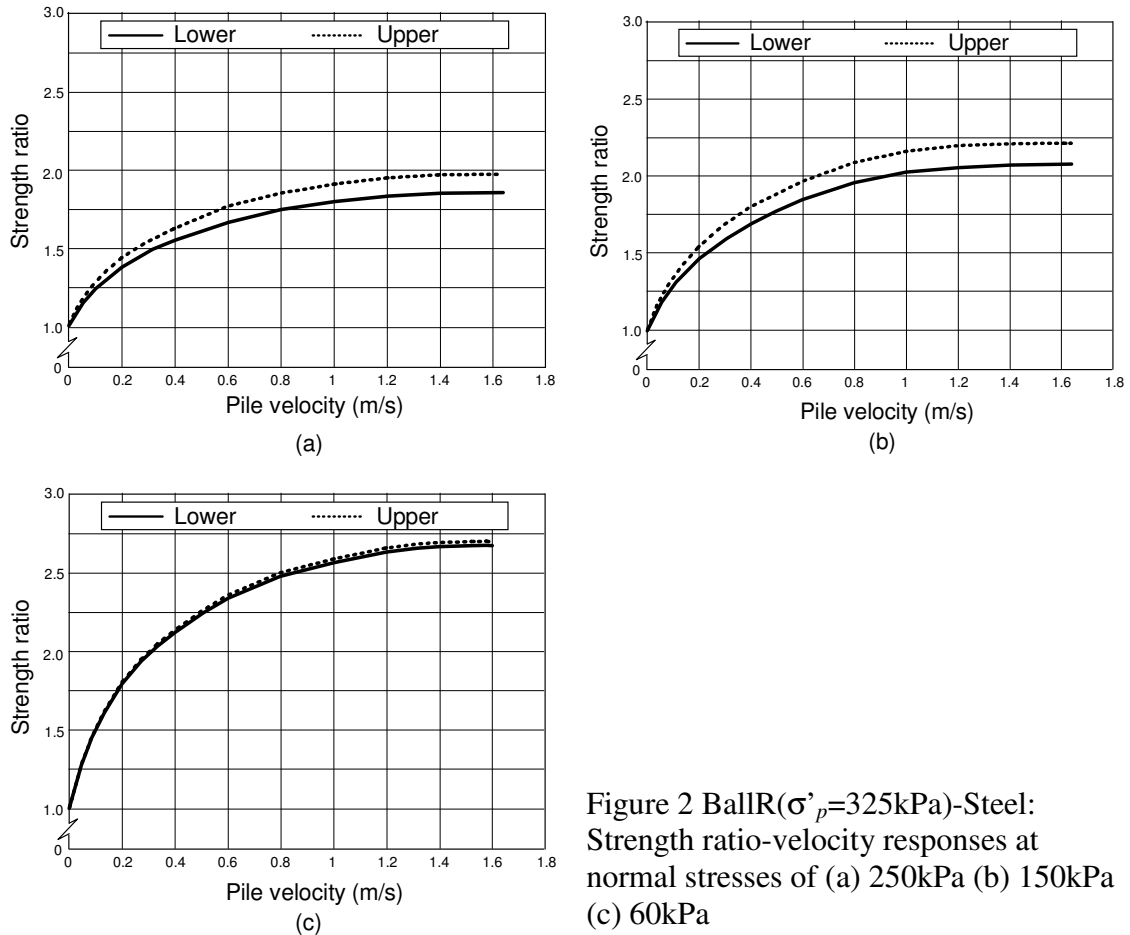 3.0
Lower Upper
2.5
2.0
1.5
1.0
0
Strength ratio
0 0.2 0.4 0.6 0.8 1 1.2 1.4 1.6 1.8
Pile velocity (m/s)
(a)
3.0
Lower Upper
2.5
2.0
1.5
1.0
0
Strength ratio
0 0.2 0.4 0.6 0.8 1 1.2 1.4 1.6 1.8
Pile velocity (m/s)
(b)
3.0
Lower Upper
2.5
2.0
1.5
1.0
0
Strength ratio
0 0.2 0.4 0.6 0.8 1 1.2 1.4 1.6 1.8
Pile velocity (m/s)
(c)
Figure 2 BallR(σ’p=325kPa)-Steel:
Strength ratio-velocity responses at
normal stresses of (a) 250kPa (b) 150kPa
(c) 60kPa